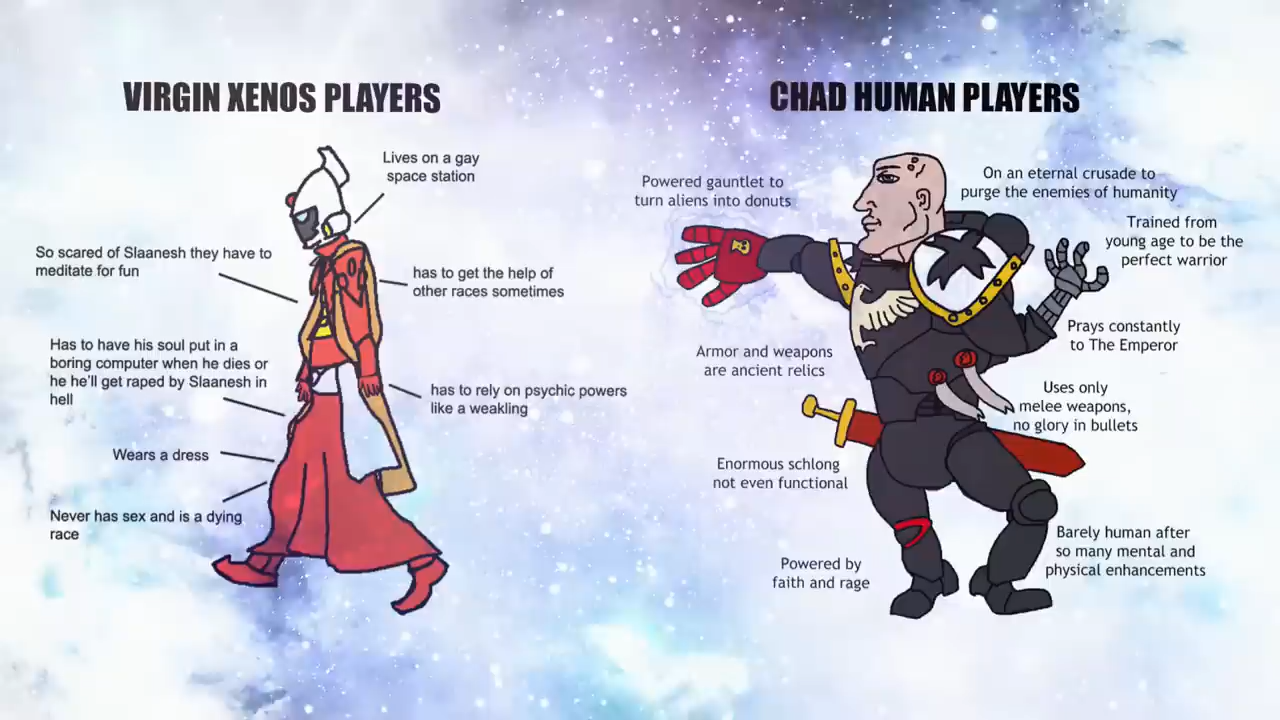 VIRGIN XENOS PLAYERS
Lives on a gay
space station
So scared of Slaanesh they have to
meditate for fun
has to get the help of
other races sometimes
Has to have his soul put in a
boring computer when he dies or
he he'll get raped by Slaanesh in
hell
has to rely on psychic powers
like a weakling
Wears a dress
Never has sex and is a dying
race
CHAD HUMAN PLAYERS
Powered gauntlet to
turn aliens into donuts
On an eternal crusade to
purge the enemies of humanity
Trained from
young age to be the
perfect warrior
Prays constantly
to The Emperor
Armor and weapons
are ancient relics
Uses only
melee weapons,
no glory in bullets
Enormous schlong
not even functional
Barely human after
so many mental and
physical enhancements
Powered by
faith and rage